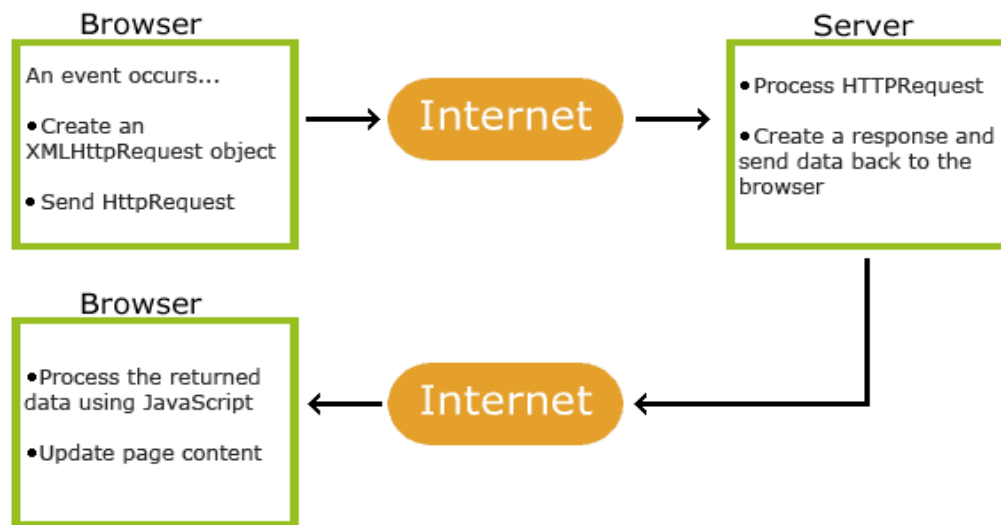 Browser
An event occurs...
•Create an
XMLHttpRequest object
•Send HttpRequest
Internet
Server
•Process HTTPRequest
•Create a response and
send data back to the
browser
Browser
•Process the returned
data using JavaScript
•Update page content
Internet